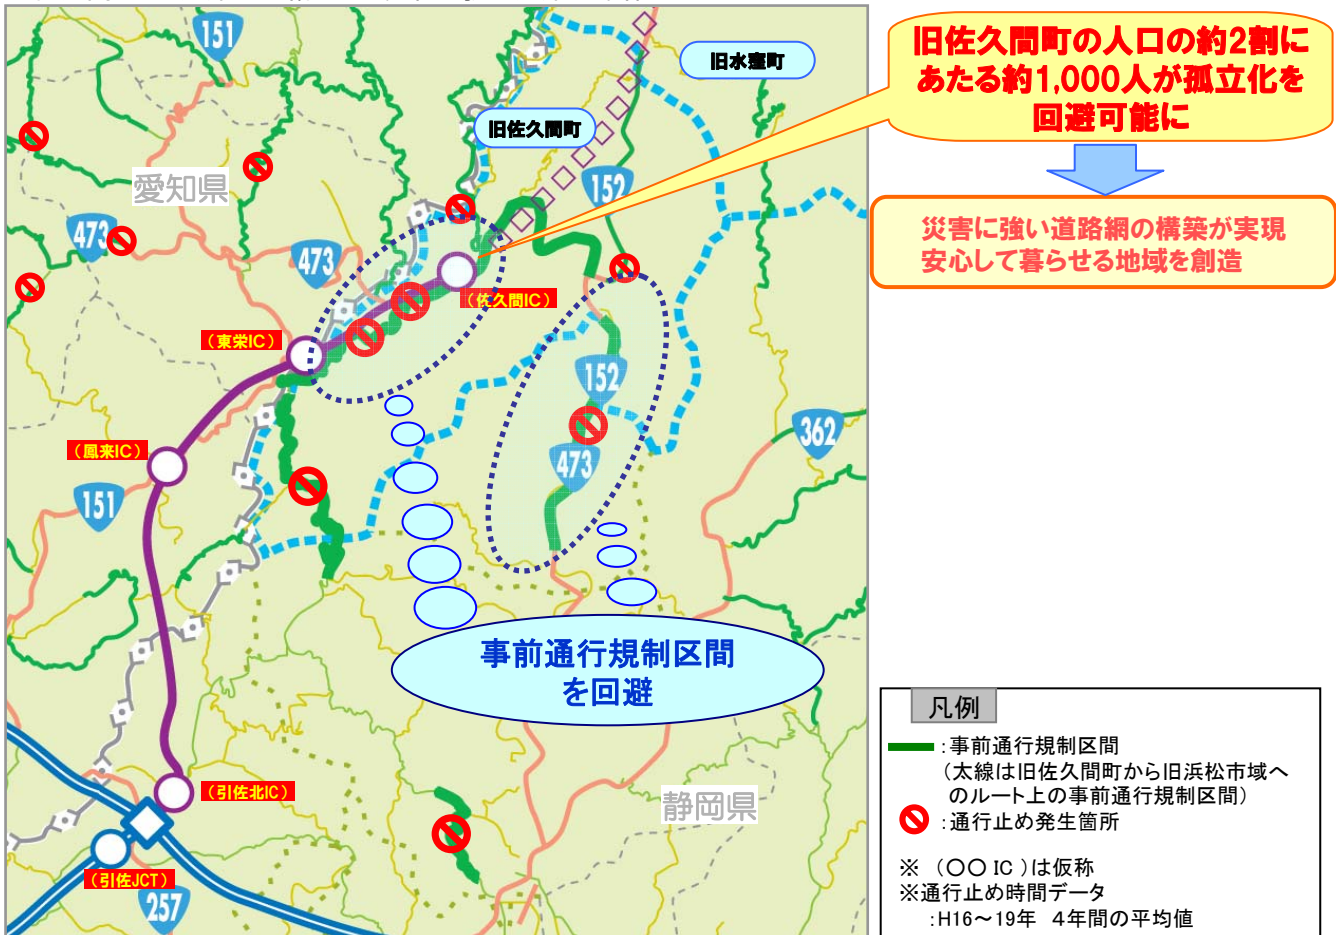 151
旧水窪町
旧佐久間町
旧佐久間町の人口の約2割に
あたる約1,000人が孤立化を
回避可能に
愛知県
152
473
473
災害に強い道路網の構築が実現
安心して暮らせる地域を創造
(佐久間IC)
(東栄IC)
152
362
(鳳来IC)
473
151
事前通行規制区間
を回避
凡例
:事前通行規制区間
(太線は旧佐久間町から旧浜松市域へ
のルート上の事前通行規制区間)
:通行止め発生箇所
(引佐北IC)
静岡県
※ (○○ IC )は仮称
(引佐JCT)
※通行止め時間データ
257
:H16~19年 4年間の平均値